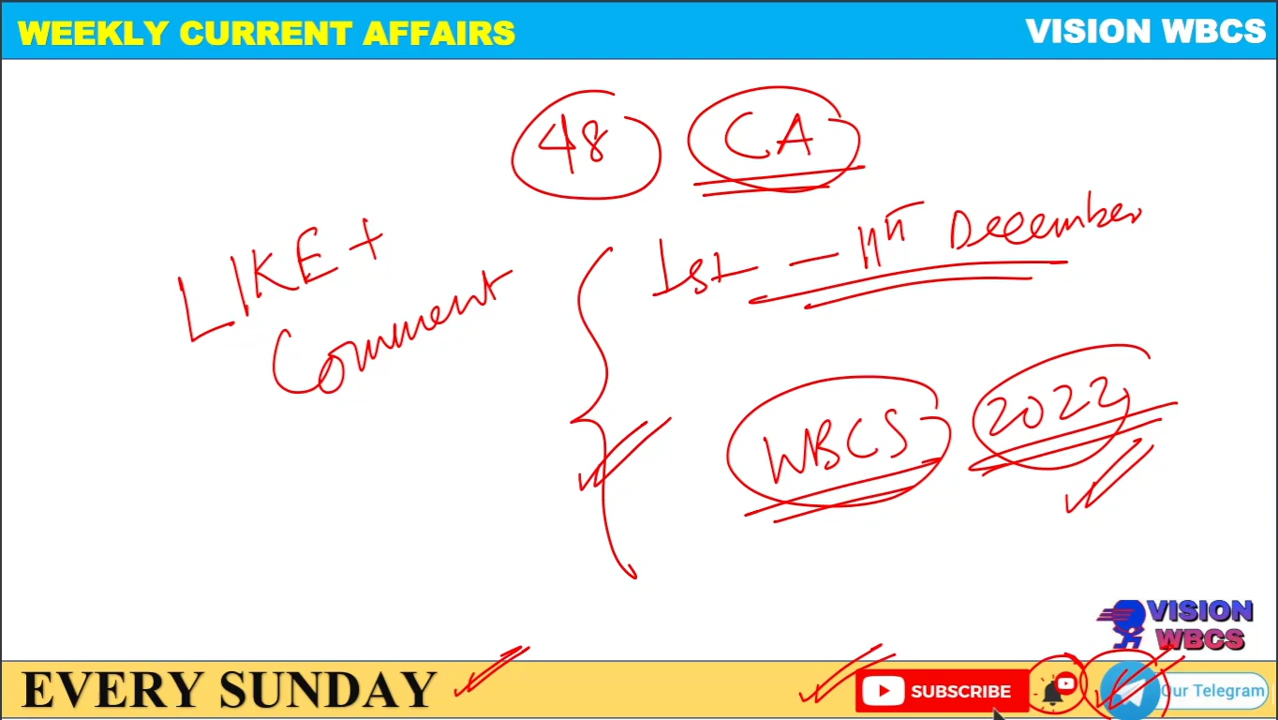 WEEKLY CURRENT AFFAIRS
VISION WBCS
48 CA
LIKE +
Comment
1st – 11th December
WBCS 2022
VISION
WBCS
EVERY SUNDAY
SUBSCRIBE
Our Telegram